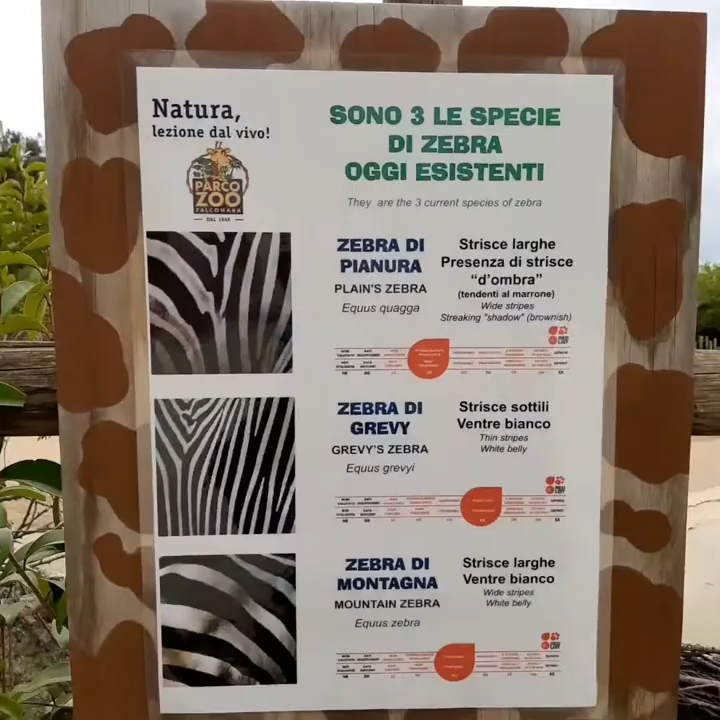 Natura,
lezione dal vivo!
PARCO
ZOO
FALCONARA
DAL 1968
SONO 3 LE SPECIE
DI ZEBRA
OGGI ESISTENTI
They are the 3 current species of zebra
ZEBRA DI
PIANURA
PLAIN'S ZEBRA
Equus quagga
Strisce larghe
Presenza di strisce
“d’ombra”
(tendenti al marrone)
Wide stripes
Streaking "shadow" (brownish)
ZEBRA DI
GREVY
GREVY'S ZEBRA
Equus grevyi
Strisce sottili
Ventre bianco
Thin stripes
White belly
ZEBRA DI
MONTAGNA
MOUNTAIN ZEBRA
Equus zebra
Strisce larghe
Ventre bianco
Wide stripes
White belly